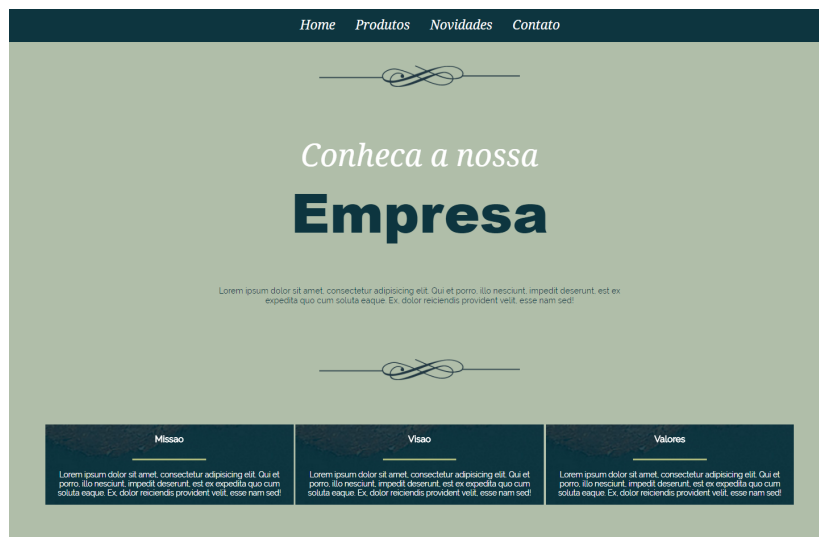 Home Produtos Novidades Contato
Conheca a nossa
Empresa
Lorem ipsum dolor sit amet, consectetur adipisicing elit. Qui et porro, illo nesciunt, impedit deserunt, est ex
expedita quo cum soluta eaque. Ex, dolor reiciendis provident velit, esse nam sed!
Missao
Lorem ipsum dolor sit amet, consectetur adipisicing elit. Qui et
porro, illo nesciunt, impedit deserunt, est ex expedita quo cum
soluta eaque. Ex, dolor reiciendis provident velit, esse nam sed!
Visao
Lorem ipsum dolor sit amet, consectetur adipisicing elit. Qui et
porro, illo nesciunt, impedit deserunt, est ex expedita quo cum
soluta eaque. Ex, dolor reiciendis provident velit, esse nam sed!
Valores
Lorem ipsum dolor sit amet, consectetur adipisicing elit. Qui et
porro, illo nesciunt, impedit deserunt, est ex expedita quo cum
soluta eaque. Ex, dolor reiciendis provident velit, esse nam sed!